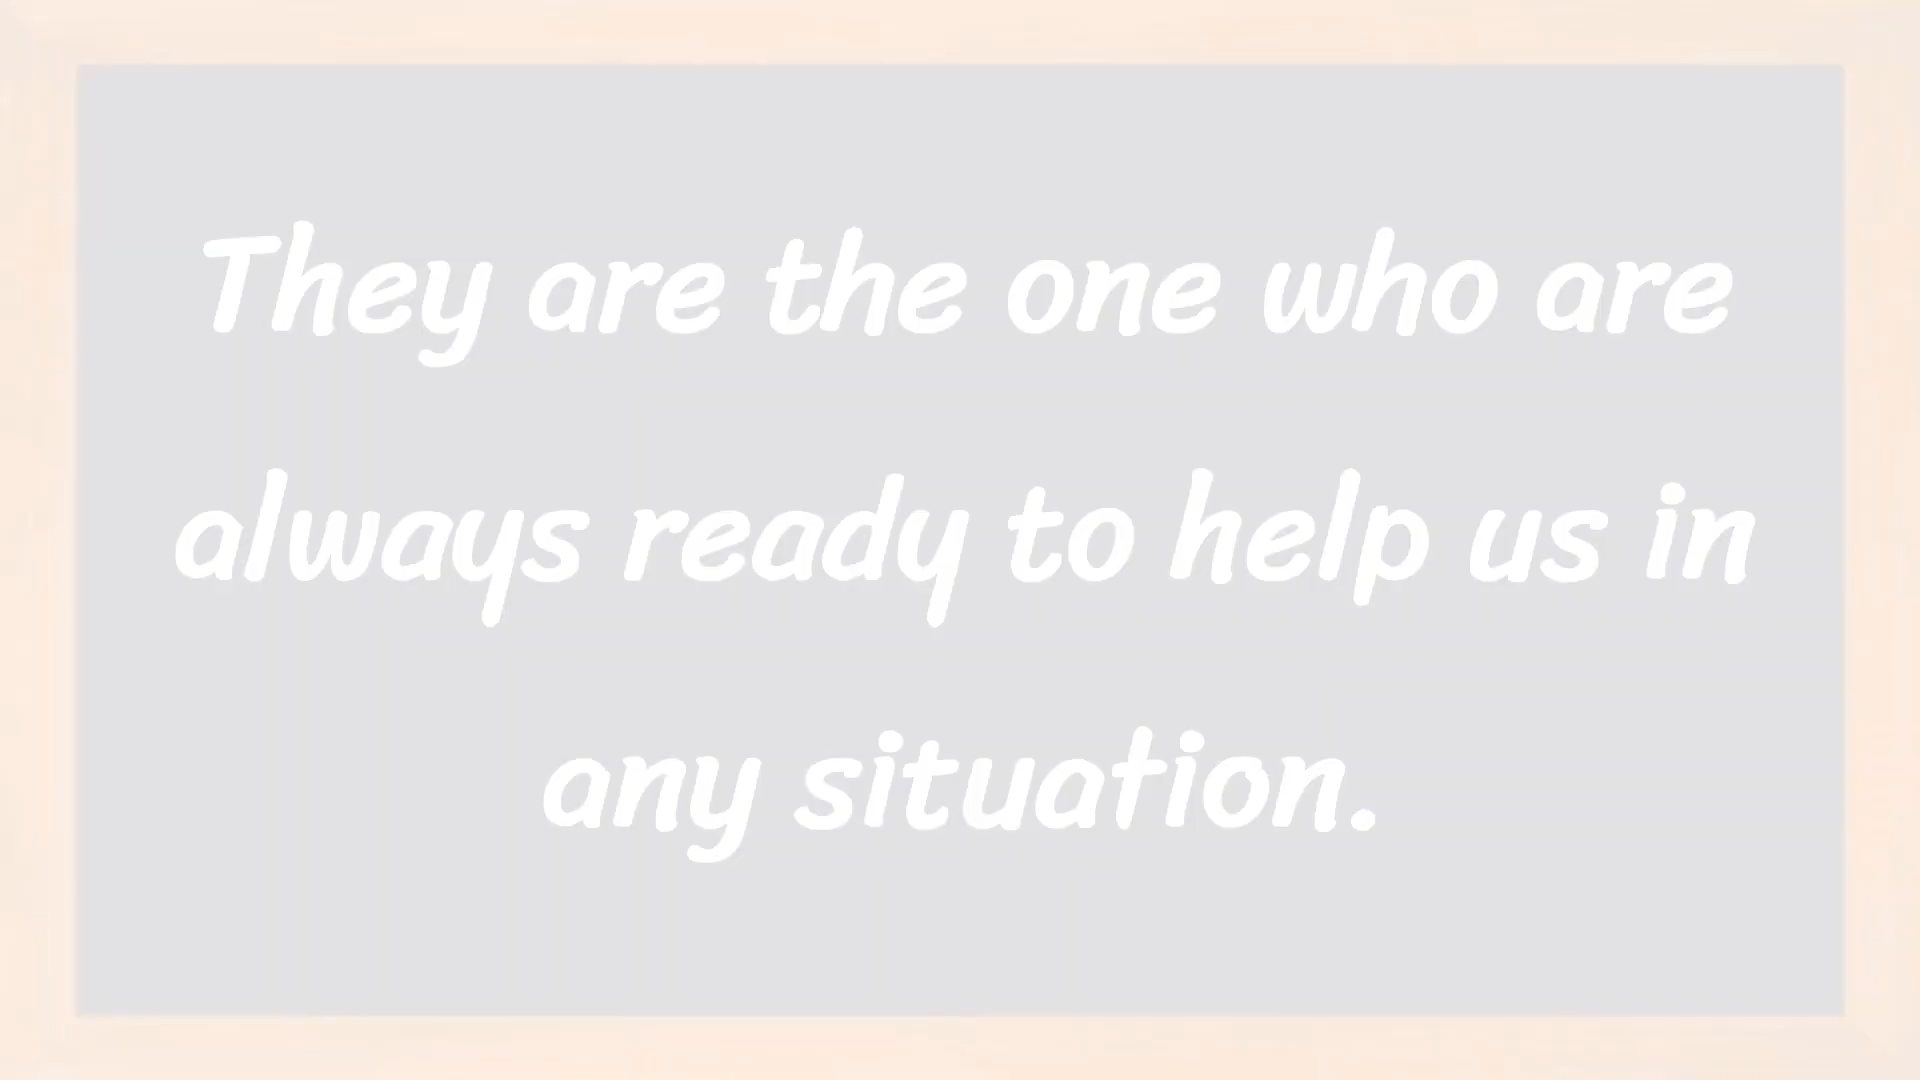 They are the one who are
always ready to help us in
any situation.